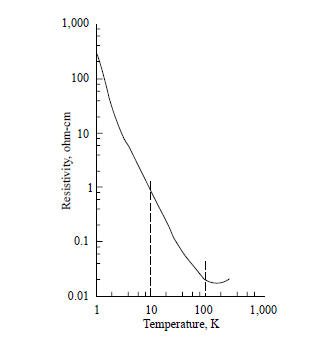 1,000
100
10
1
0.1
0.01
Resistivity, ohm-cm
1 10 100 1,000
Temperature, K